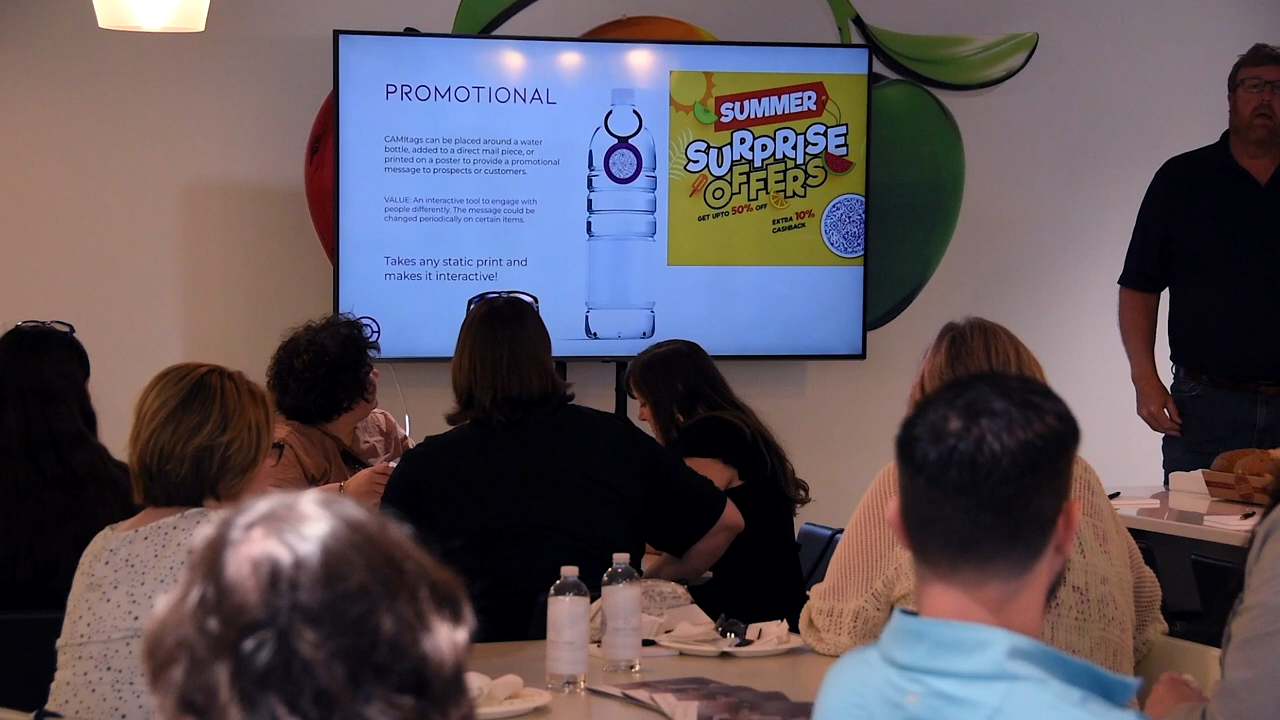 PROMOTIONAL
CAMItags can be placed around a water
bottle, added to a direct mail piece, or
printed on a poster to provide a promotional
message to prospects or customers.
VALUE: An interactive tool to engage with
people differently. The message could be
changed periodically on certain items.
Takes any static print and
makes it interactive!
SUMMER
SURPRISE
OFFERS
GET UPTO 50% OFF
EXTRA 10%
CASHBACK